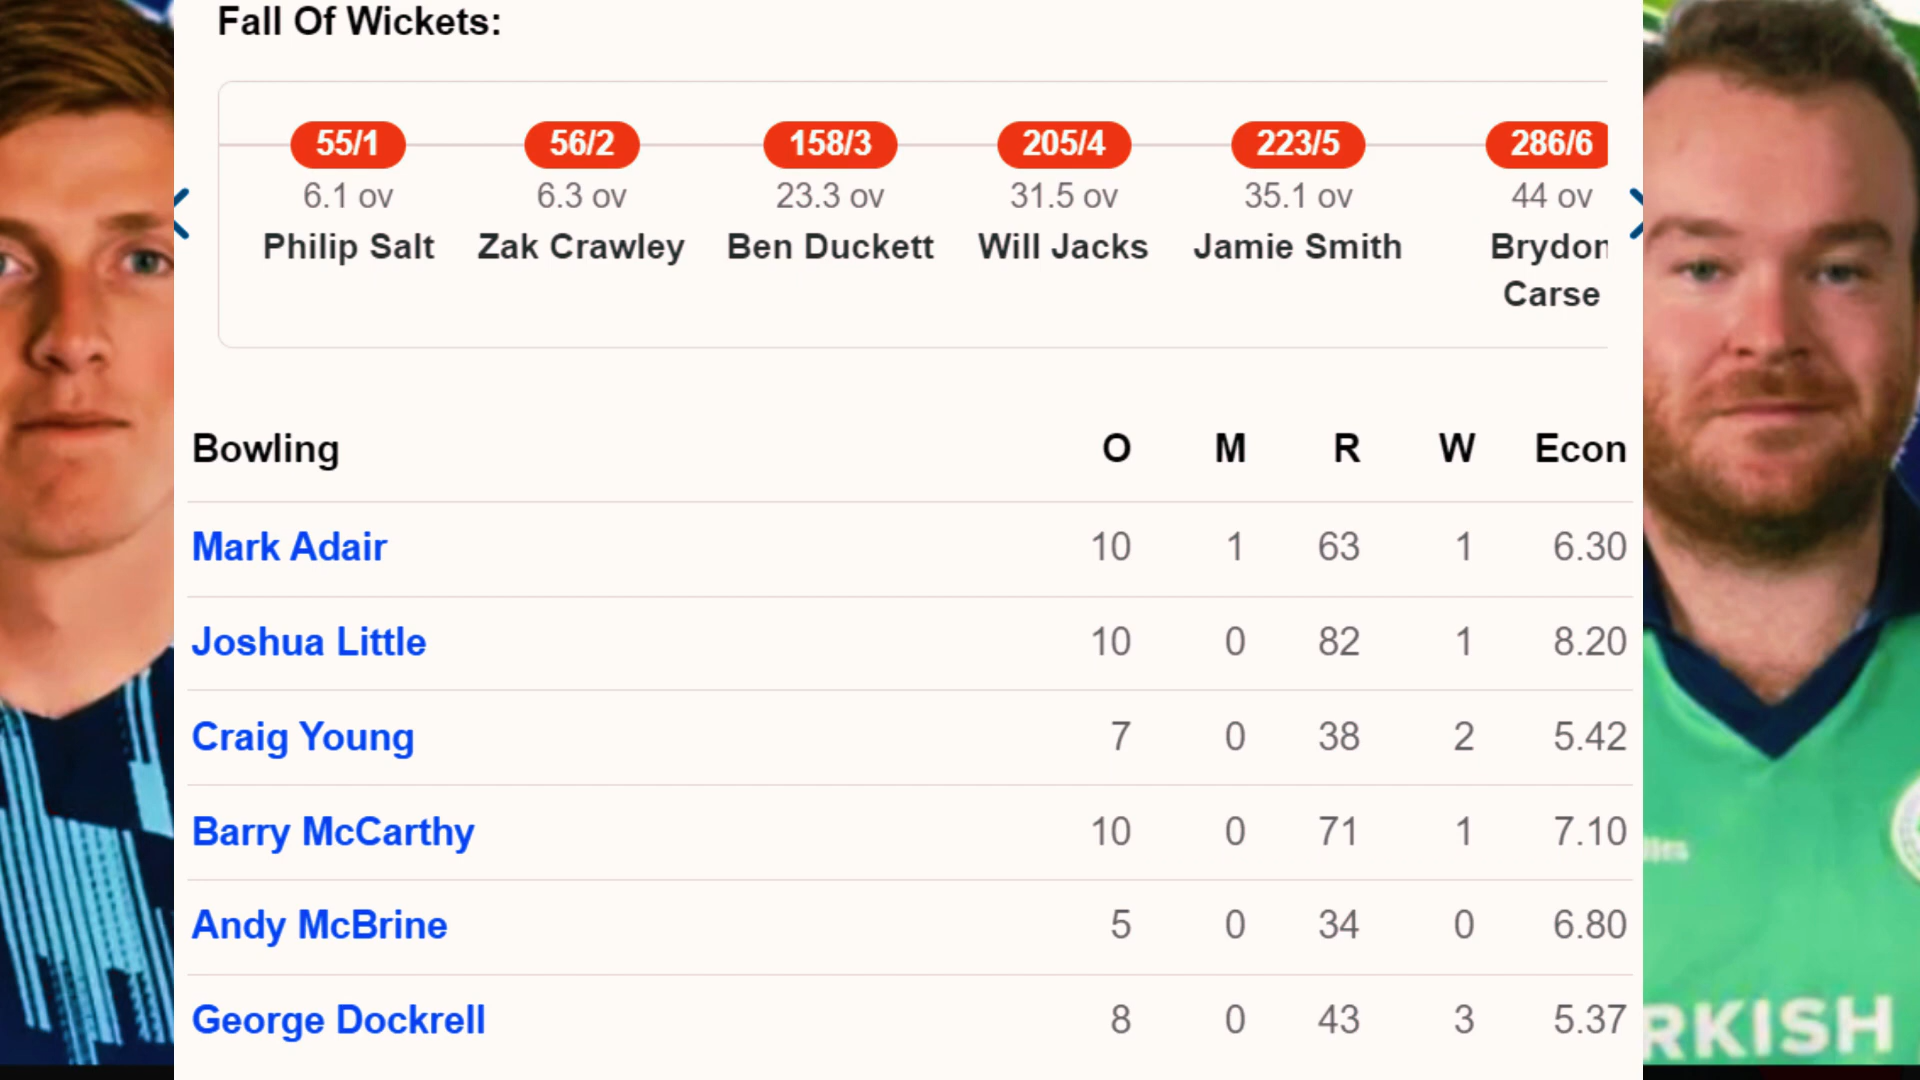 Fall Of Wickets:
55/1 56/2 158/3 205/4 223/5 286/6
6.1 ov 6.3 ov 23.3 ov 31.5 ov 35.1 ov 44 ov
Philip Salt Zak Crawley Ben Duckett Will Jacks Jamie Smith Brydon
Carse
Bowling O M R W Econ
Mark Adair 10 1 63 1 6.30
Joshua Little 10 0 82 1 8.20
Craig Young 7 0 38 2 5.42
Barry McCarthy 10 0 71 1 7.10
Andy McBrine 5 0 34 0 6.80
George Dockrell 8 0 43 3 5.37
RKISH